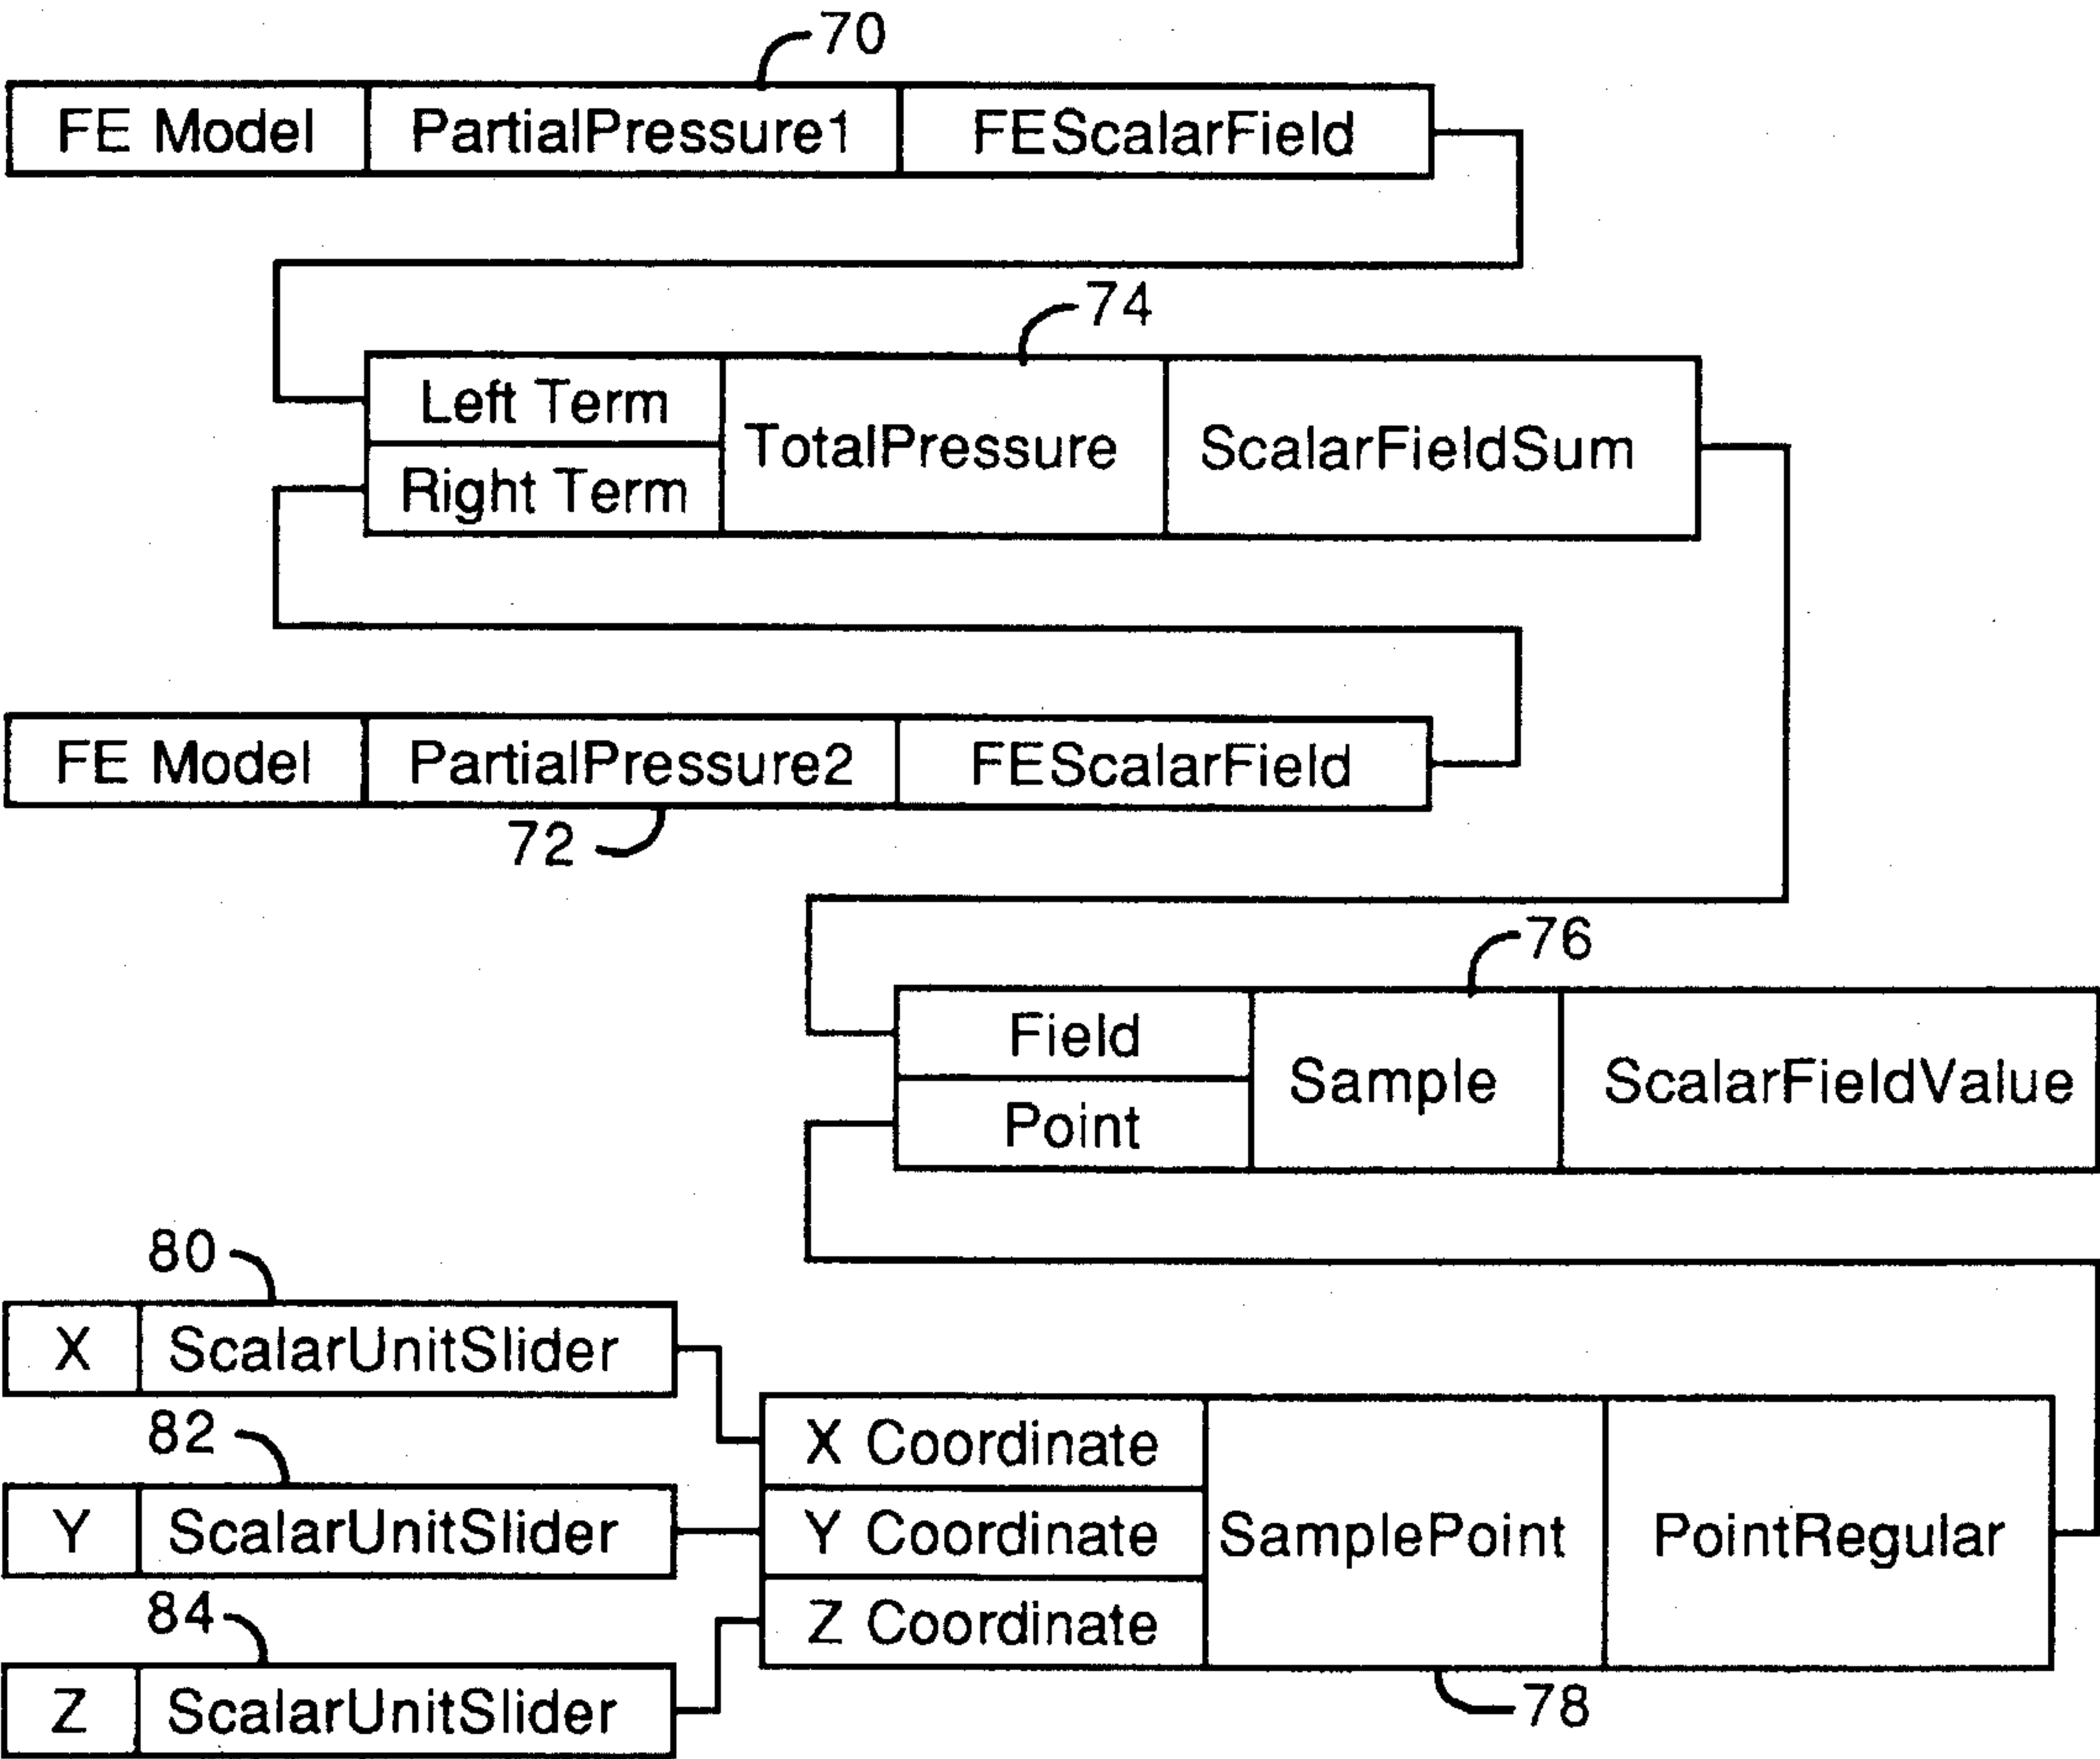 70
FE Model PartialPressure1 FEScalarField
74
Left Term
Right Term
TotalPressure ScalarFieldSum
FE Model PartialPressure2 FEScalarField
72
76
Field
Point
Sample ScalarFieldValue
80
X ScalarUnitSlider
82
Y ScalarUnitSlider
84
Z ScalarUnitSlider
X Coordinate
Y Coordinate
Z Coordinate
SamplePoint PointRegular
78